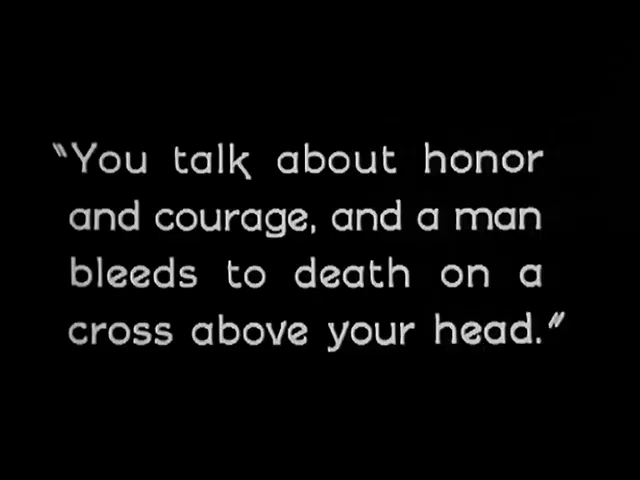 "You talk about honor
and courage, and a man
bleeds to death on a
cross above your head."